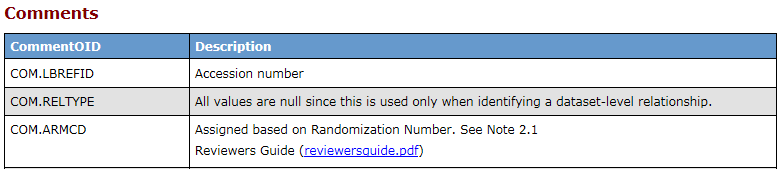 Comments
CommentOID Description
COM.LBREFID Accession number
COM.RELTYPE All values are null since this is used only when identifying a dataset-level relationship.
COM.ARMCD Assigned based on Randomization Number. See Note 2.1
Reviewers Guide (reviewersguide.pdf)